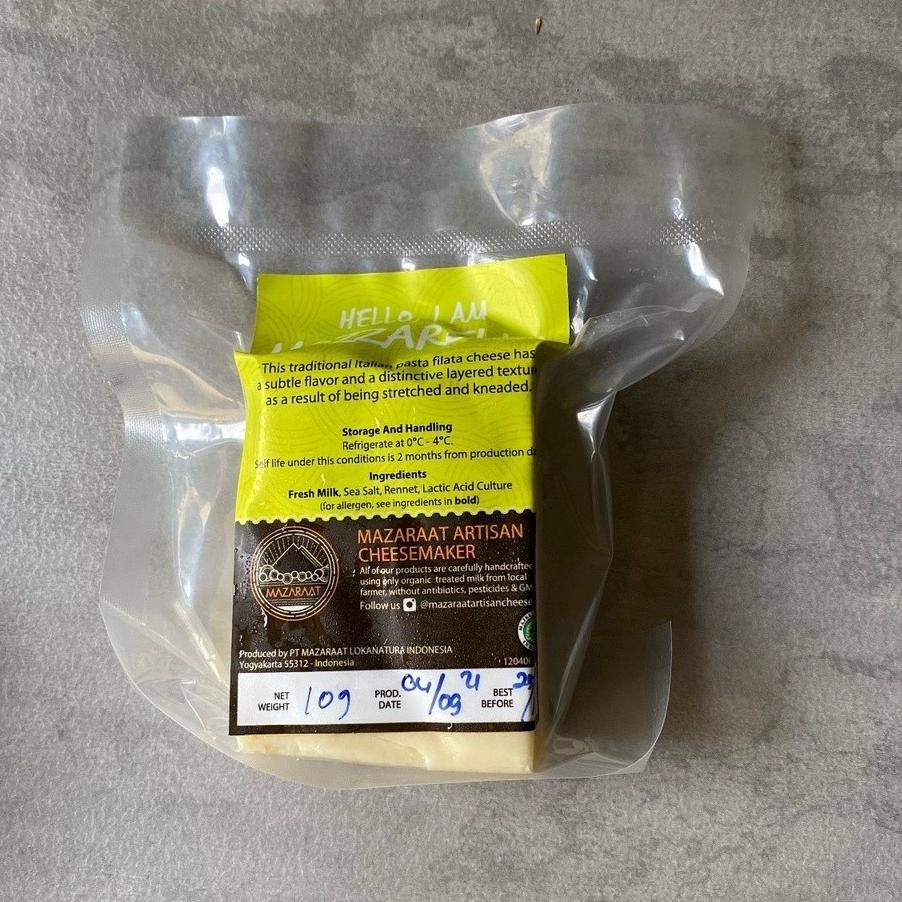 HELLO I AM
This traditional Italian pasta filata cheese has
a subtle flavor and a distinctive layered textur
as a result of being stretched and kneaded.
Storage And Handling
Refrigerate at 0°C - 4°C.
Self life under this conditions is 2 months from production da
Ingredients
Fresh Milk, Sea Salt, Rennet, Lactic Acid Culture
(for allergen, see ingredients in bold)
MAZARAAT
MAZARAAT ARTISAN
CHEESEMAKER
All of our products are carefully handcrafted
using only organic treated milk from local
farmer, without antibiotics, pesticides & GM
Follow us @mazaraatartisancheese
Produced by PT MAZARAAT LOKANATURA INDONESIA
Yogyakarta 55312 - Indonesia
NET WEIGHT 109 PROD. DATE 04/09 21 BEST BEFORE